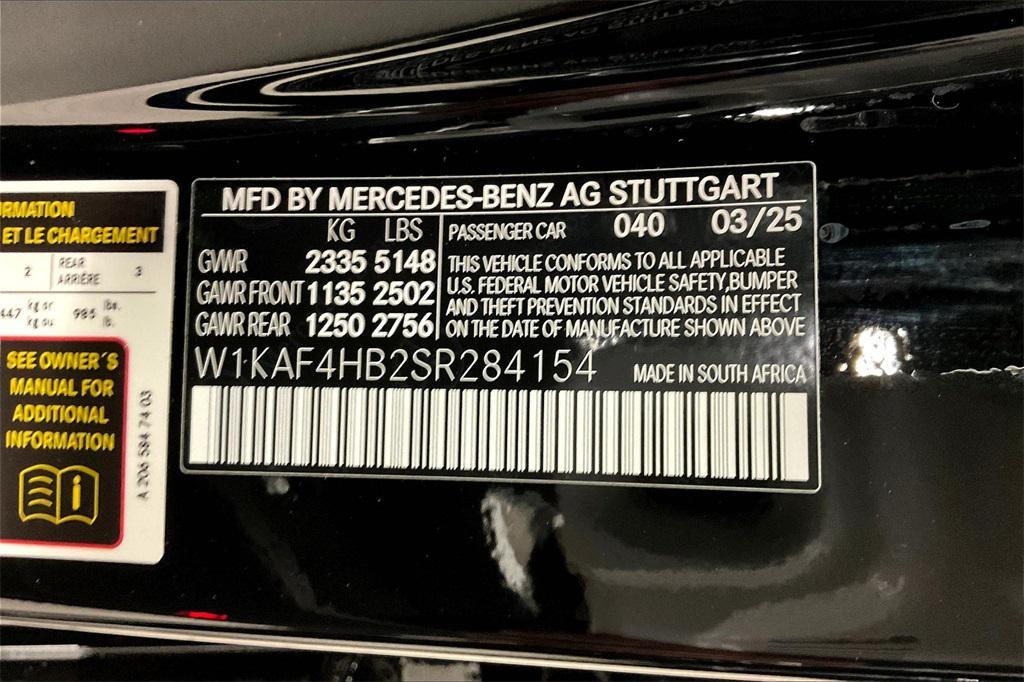 RMATION
ET LE CHARGEMENT
2 REAR ARRIÈRE 3
447 kg or kg ou 985 lbs. lb.
SEE OWNER´S
MANUAL FOR
ADDITIONAL
INFORMATION
i
A 206 584 74 03
MFD BY MERCEDES-BENZ AG STUTTGART
KG LBS
GWR 2335 5148
GAWR FRONT 1135 2502
GAWR REAR 1250 2756
PASSENGER CAR 040 03/25
THIS VEHICLE CONFORMS TO ALL APPLICABLE
U.S. FEDERAL MOTOR VEHICLE SAFETY,BUMPER
AND THEFT PREVENTION STANDARDS IN EFFECT
ON THE DATE OF MANUFACTURE SHOWN ABOVE
W1KAF4HB2SR284154 MADE IN SOUTH AFRICA